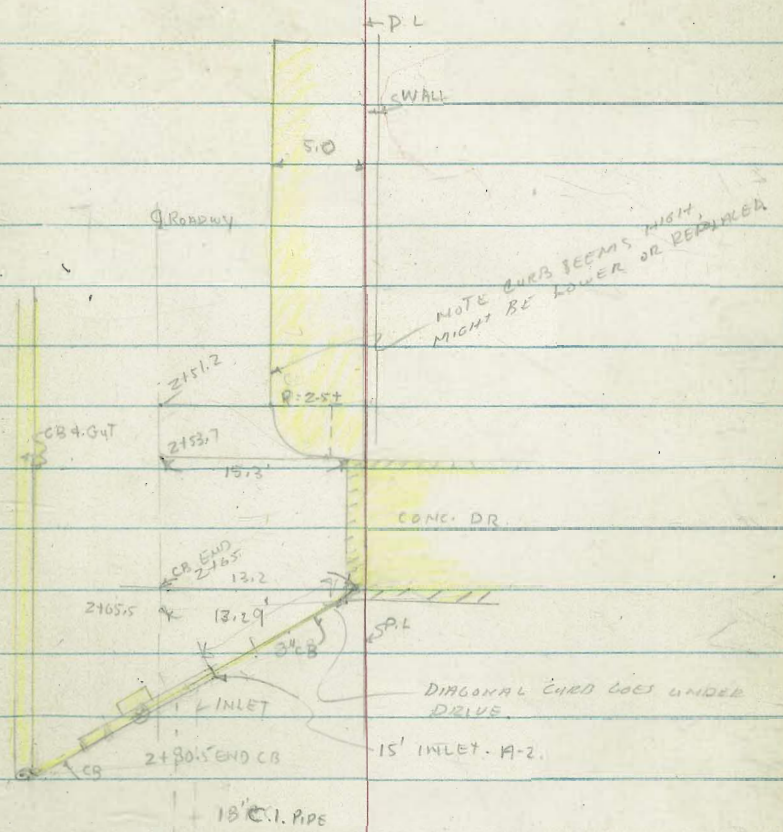 P L
WALL
5.0
℄ ROADWY
NOTE CURB SEEMS HIGH,
MIGHT BE LOWER OR REPLACED
2+51.2
R=2.5±
CB & GUT
2+53.7
15.3'
CONC. DR.
CB END
2+65
13.2
2+65.5
13.29'
P.L
3" CB
DIAGONAL CURB GOES UNDER
DRIVE.
INLET
15' INLET - A-2.
2+80.5 END CB
CB
18" C.I. PIPE